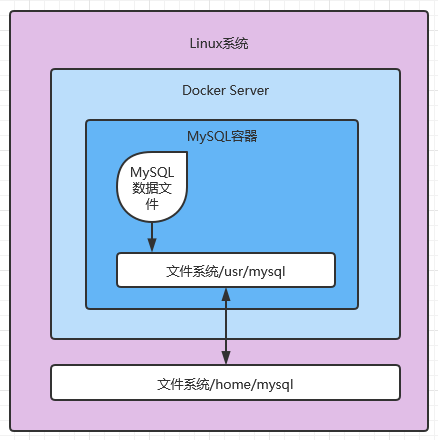 Linux系统
Docker Server
MySQL容器
MySQL
数据文
件
文件系统/usr/mysql
文件系统/home/mysql